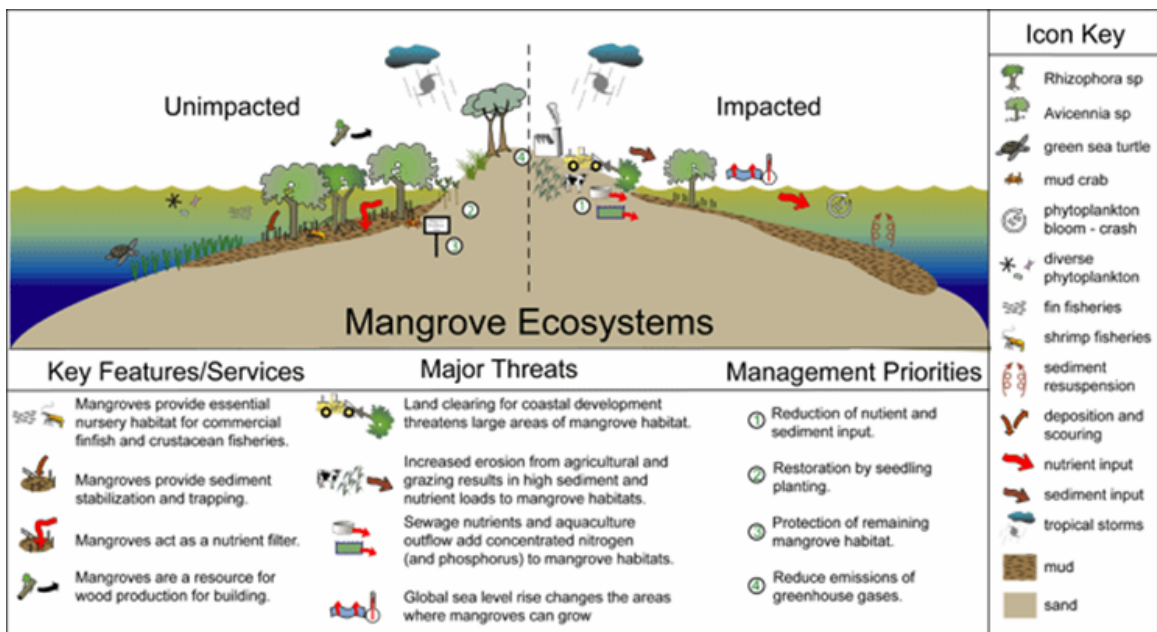 Unimpacted
Impacted
4
2
3
1
Mangrove Ecosystems
Key Features/Services
Mangroves provide essential
nursery habitat for commercial
finfish and crustacean fisheries.
Mangroves provide sediment
stabilization and trapping.
Mangroves act as a nutrient filter.
Mangroves are a resource for
wood production for building.
Major Threats
Land clearing for coastal development
threatens large areas of mangrove habitat.
Increased erosion from agricultural and
grazing results in high sediment and
nutrient loads to mangrove habitats.
Sewage nutrients and aquaculture
outflow add concentrated nitrogen
(and phosphorus) to mangrove habitats.
Global sea level rise changes the areas
where mangroves can grow
Management Priorities
1 Reduction of nutient and
sediment input.
2 Restoration by seedling
planting.
3 Protection of remaining
mangrove habitat.
4 Reduce emissions of
greenhouse gases.
Icon Key
Rhizophora sp
Avicennia sp
green sea turtle
mud crab
phytoplankton
bloom - crash
diverse
phytoplankton
fin fisheries
shrimp fisheries
sediment
resuspension
deposition and
scouring
nutrient input
sediment input
tropical storms
mud
sand